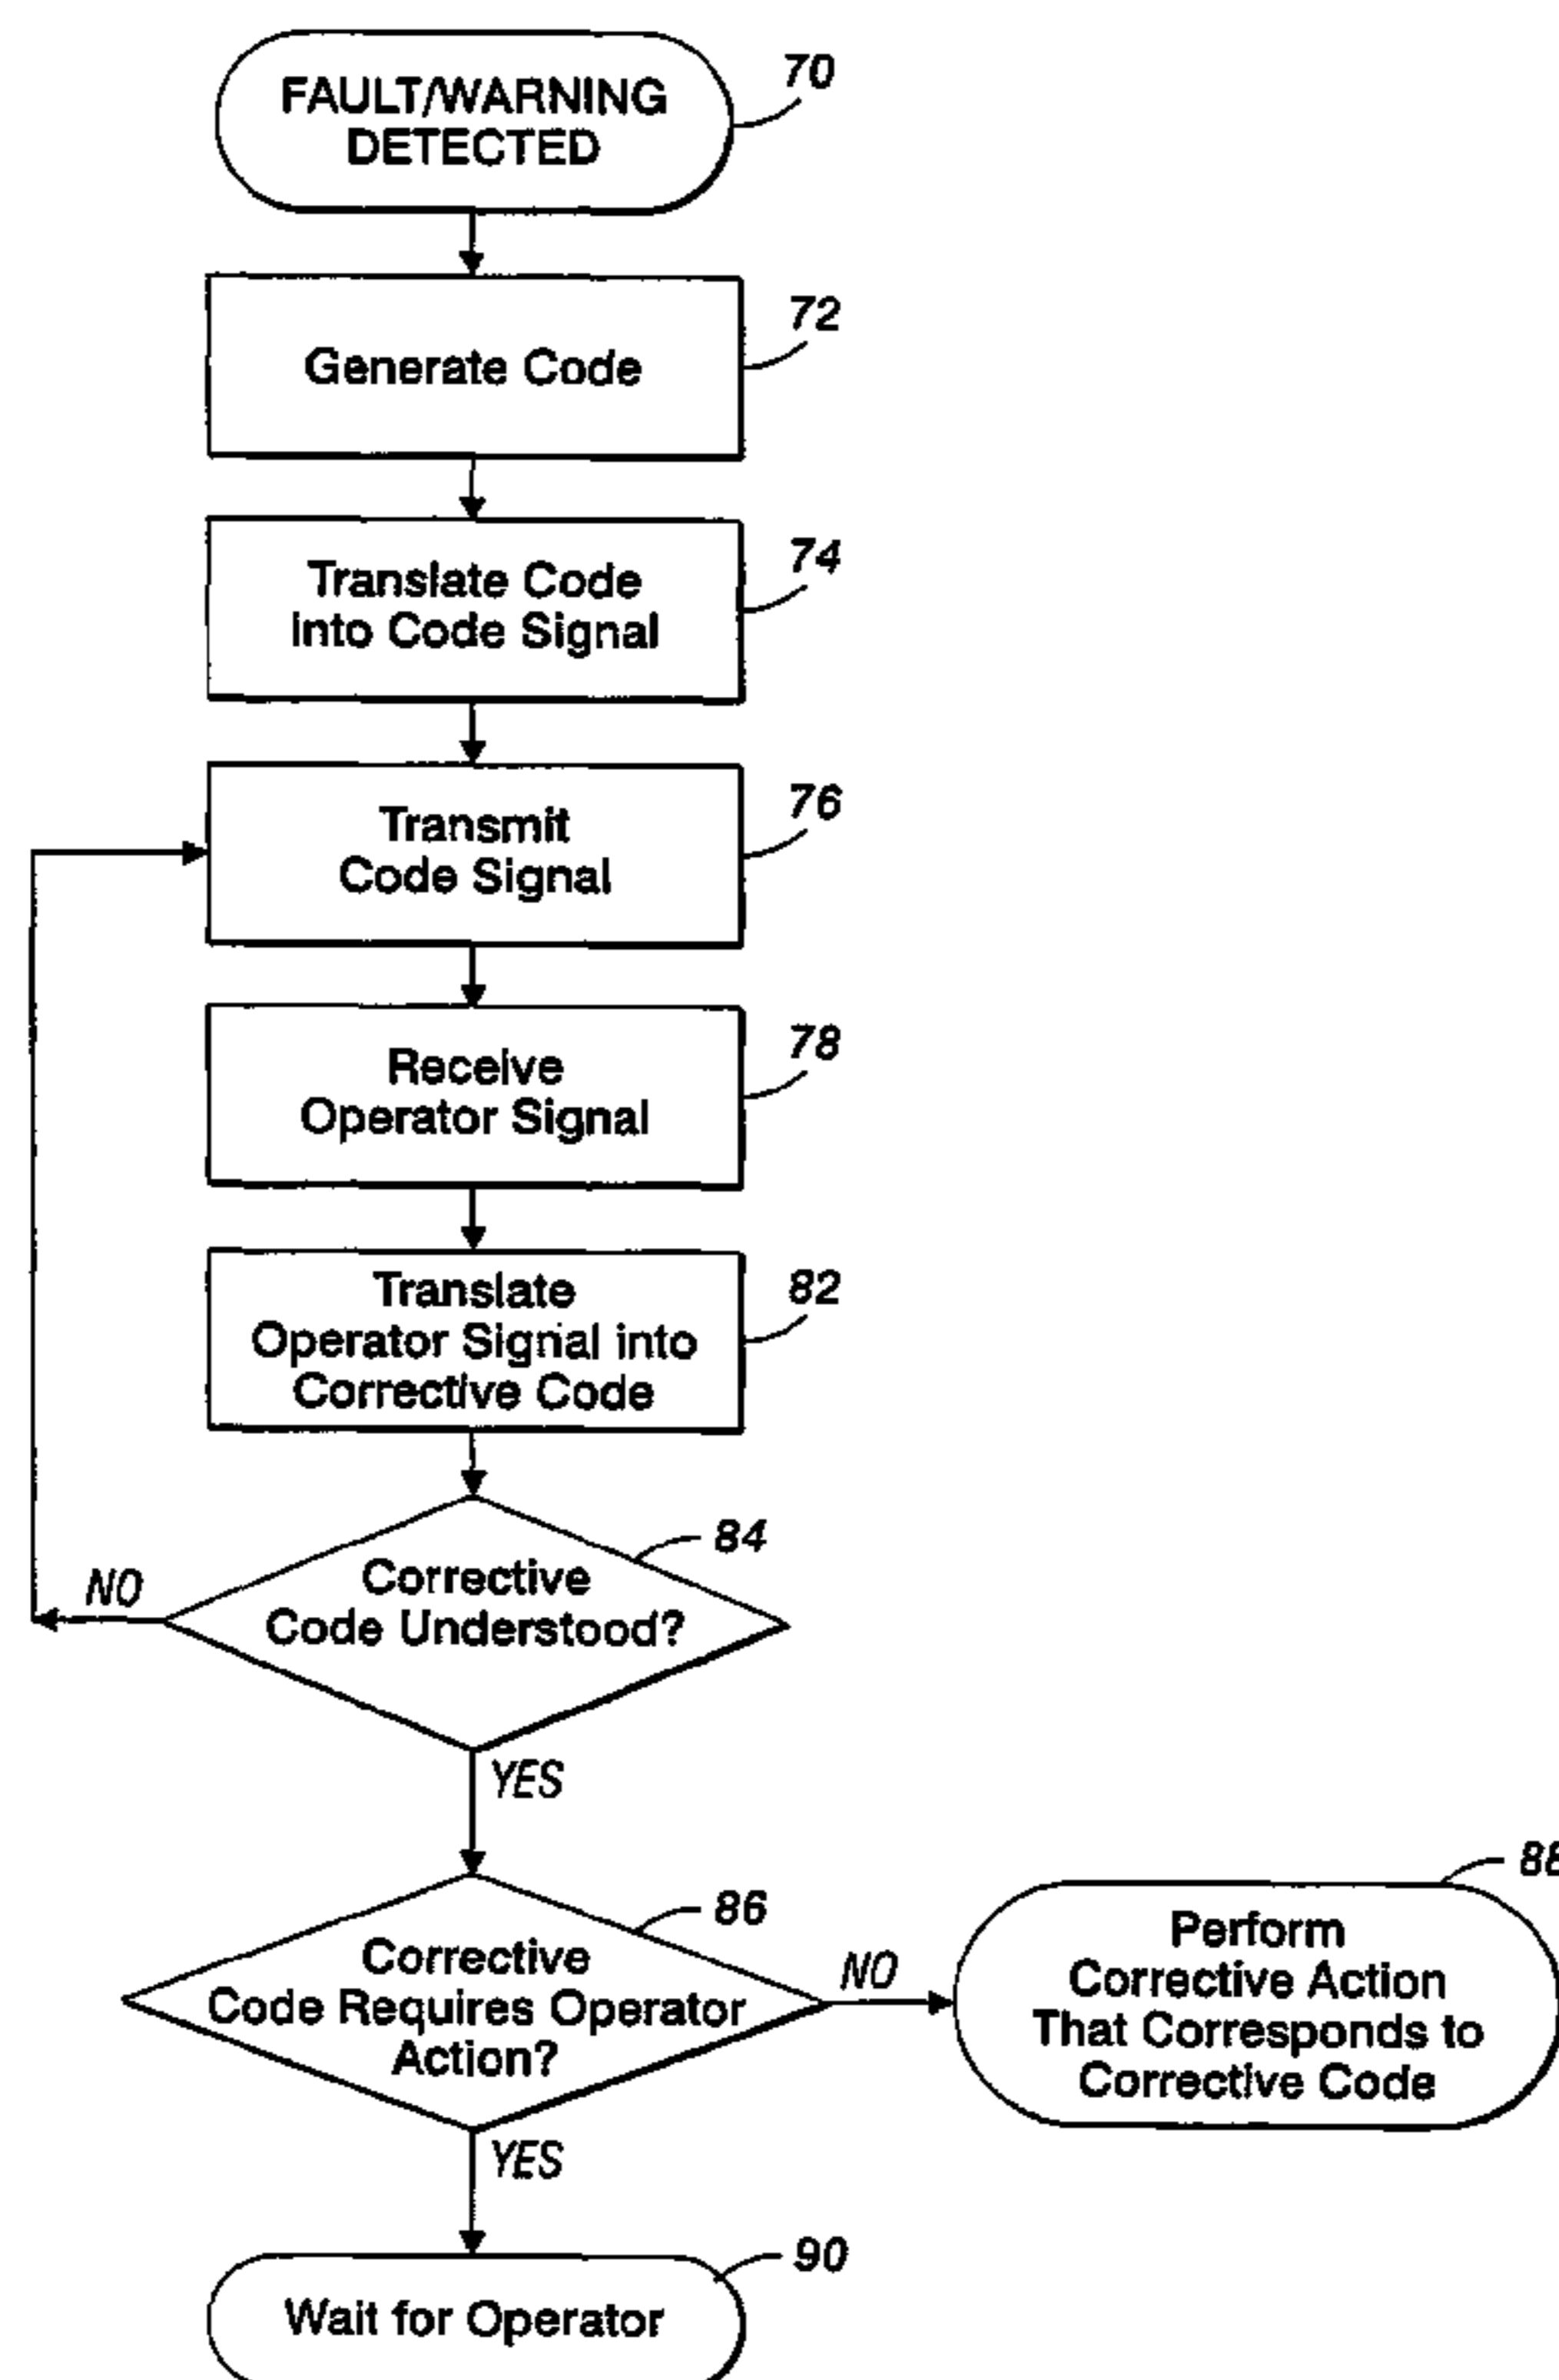 FAULT/WARNING
DETECTED
70
Generate Code
72
Translate Code
into Code Signal
74
Transmit
Code Signal
76
Receive
Operator Signal
78
Translate
Operator Signal into
Corrective Code
82
Corrective
Code Understood?
84
NO
YES
Corrective
Code Requires Operator
Action?
86
NO
Perform
Corrective Action
That Corresponds to
Corrective Code
88
YES
Wait for Operator
90